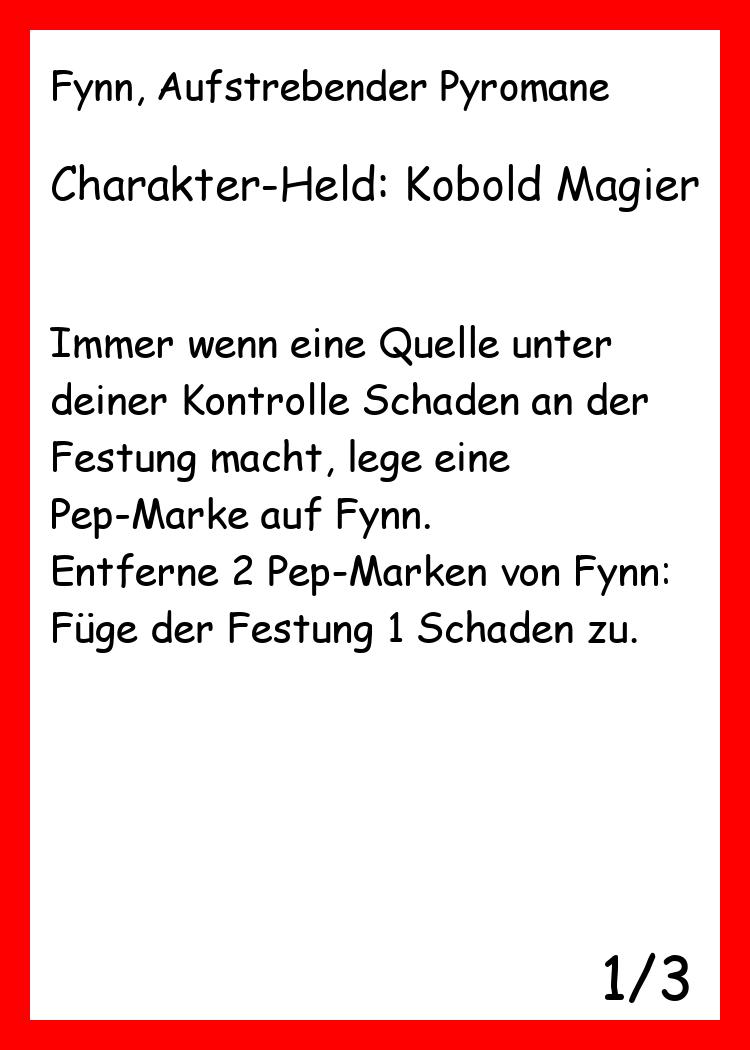 Fynn, Aufstrebender Pyromane
Charakter-Held: Kobold Magier
Immer wenn eine Quelle unter
deiner Kontrolle Schaden an der
Festung macht, lege eine
Pep-Marke auf Fynn.
Entferne 2 Pep-Marken von Fynn:
Füge der Festung 1 Schaden zu.
1/3